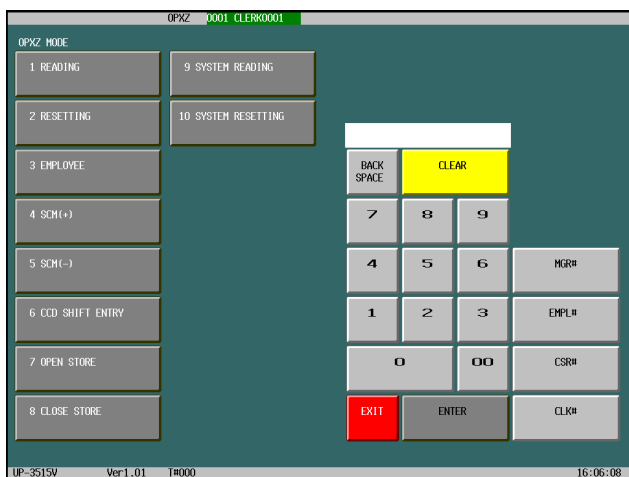 OPXZ 0001 CLERK0001
OPXZ MODE
1 READING
9 SYSTEM READING
2 RESETTING
10 SYSTEM RESETTING
3 EMPLOYEE
4 SCM(+)
5 SCM(-)
6 CCD SHIFT ENTRY
7 OPEN STORE
8 CLOSE STORE
BACK
SPACE
CLEAR
7 8 9
4 5 6 MGR#
1 2 3 EMPL#
0 00 CSR#
EXIT ENTER CLK#
UP-3515V Ver1.01 T#000 16:06:08